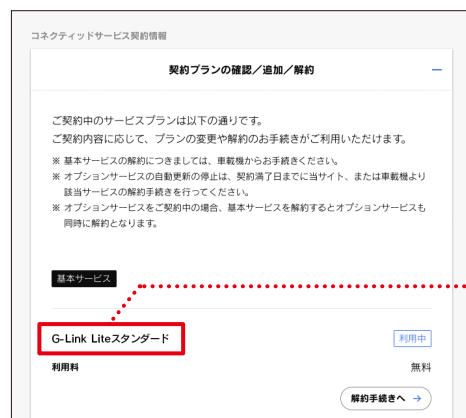 コネクティッドサービス契約情報
契約プランの確認／追加／解約
ご契約中のサービスプランは以下の通りです。
ご契約内容に応じて、プランの変更や解約のお手続きがご利用いただけます。
※ 基本サービスの解約につきましては、車載機からお手続きください。
※ オプションサービスの自動更新の停止は、契約満了日までに当サイト、または車載機より
該当サービスの解約手続きを行ってください。
※ オプションサービスをご契約中の場合、基本サービスを解約するとオプションサービスも
同時に解約となります。
基本サービス
G-Link Liteスタンダード
利用中
利用料
無料
解約手続きへ →